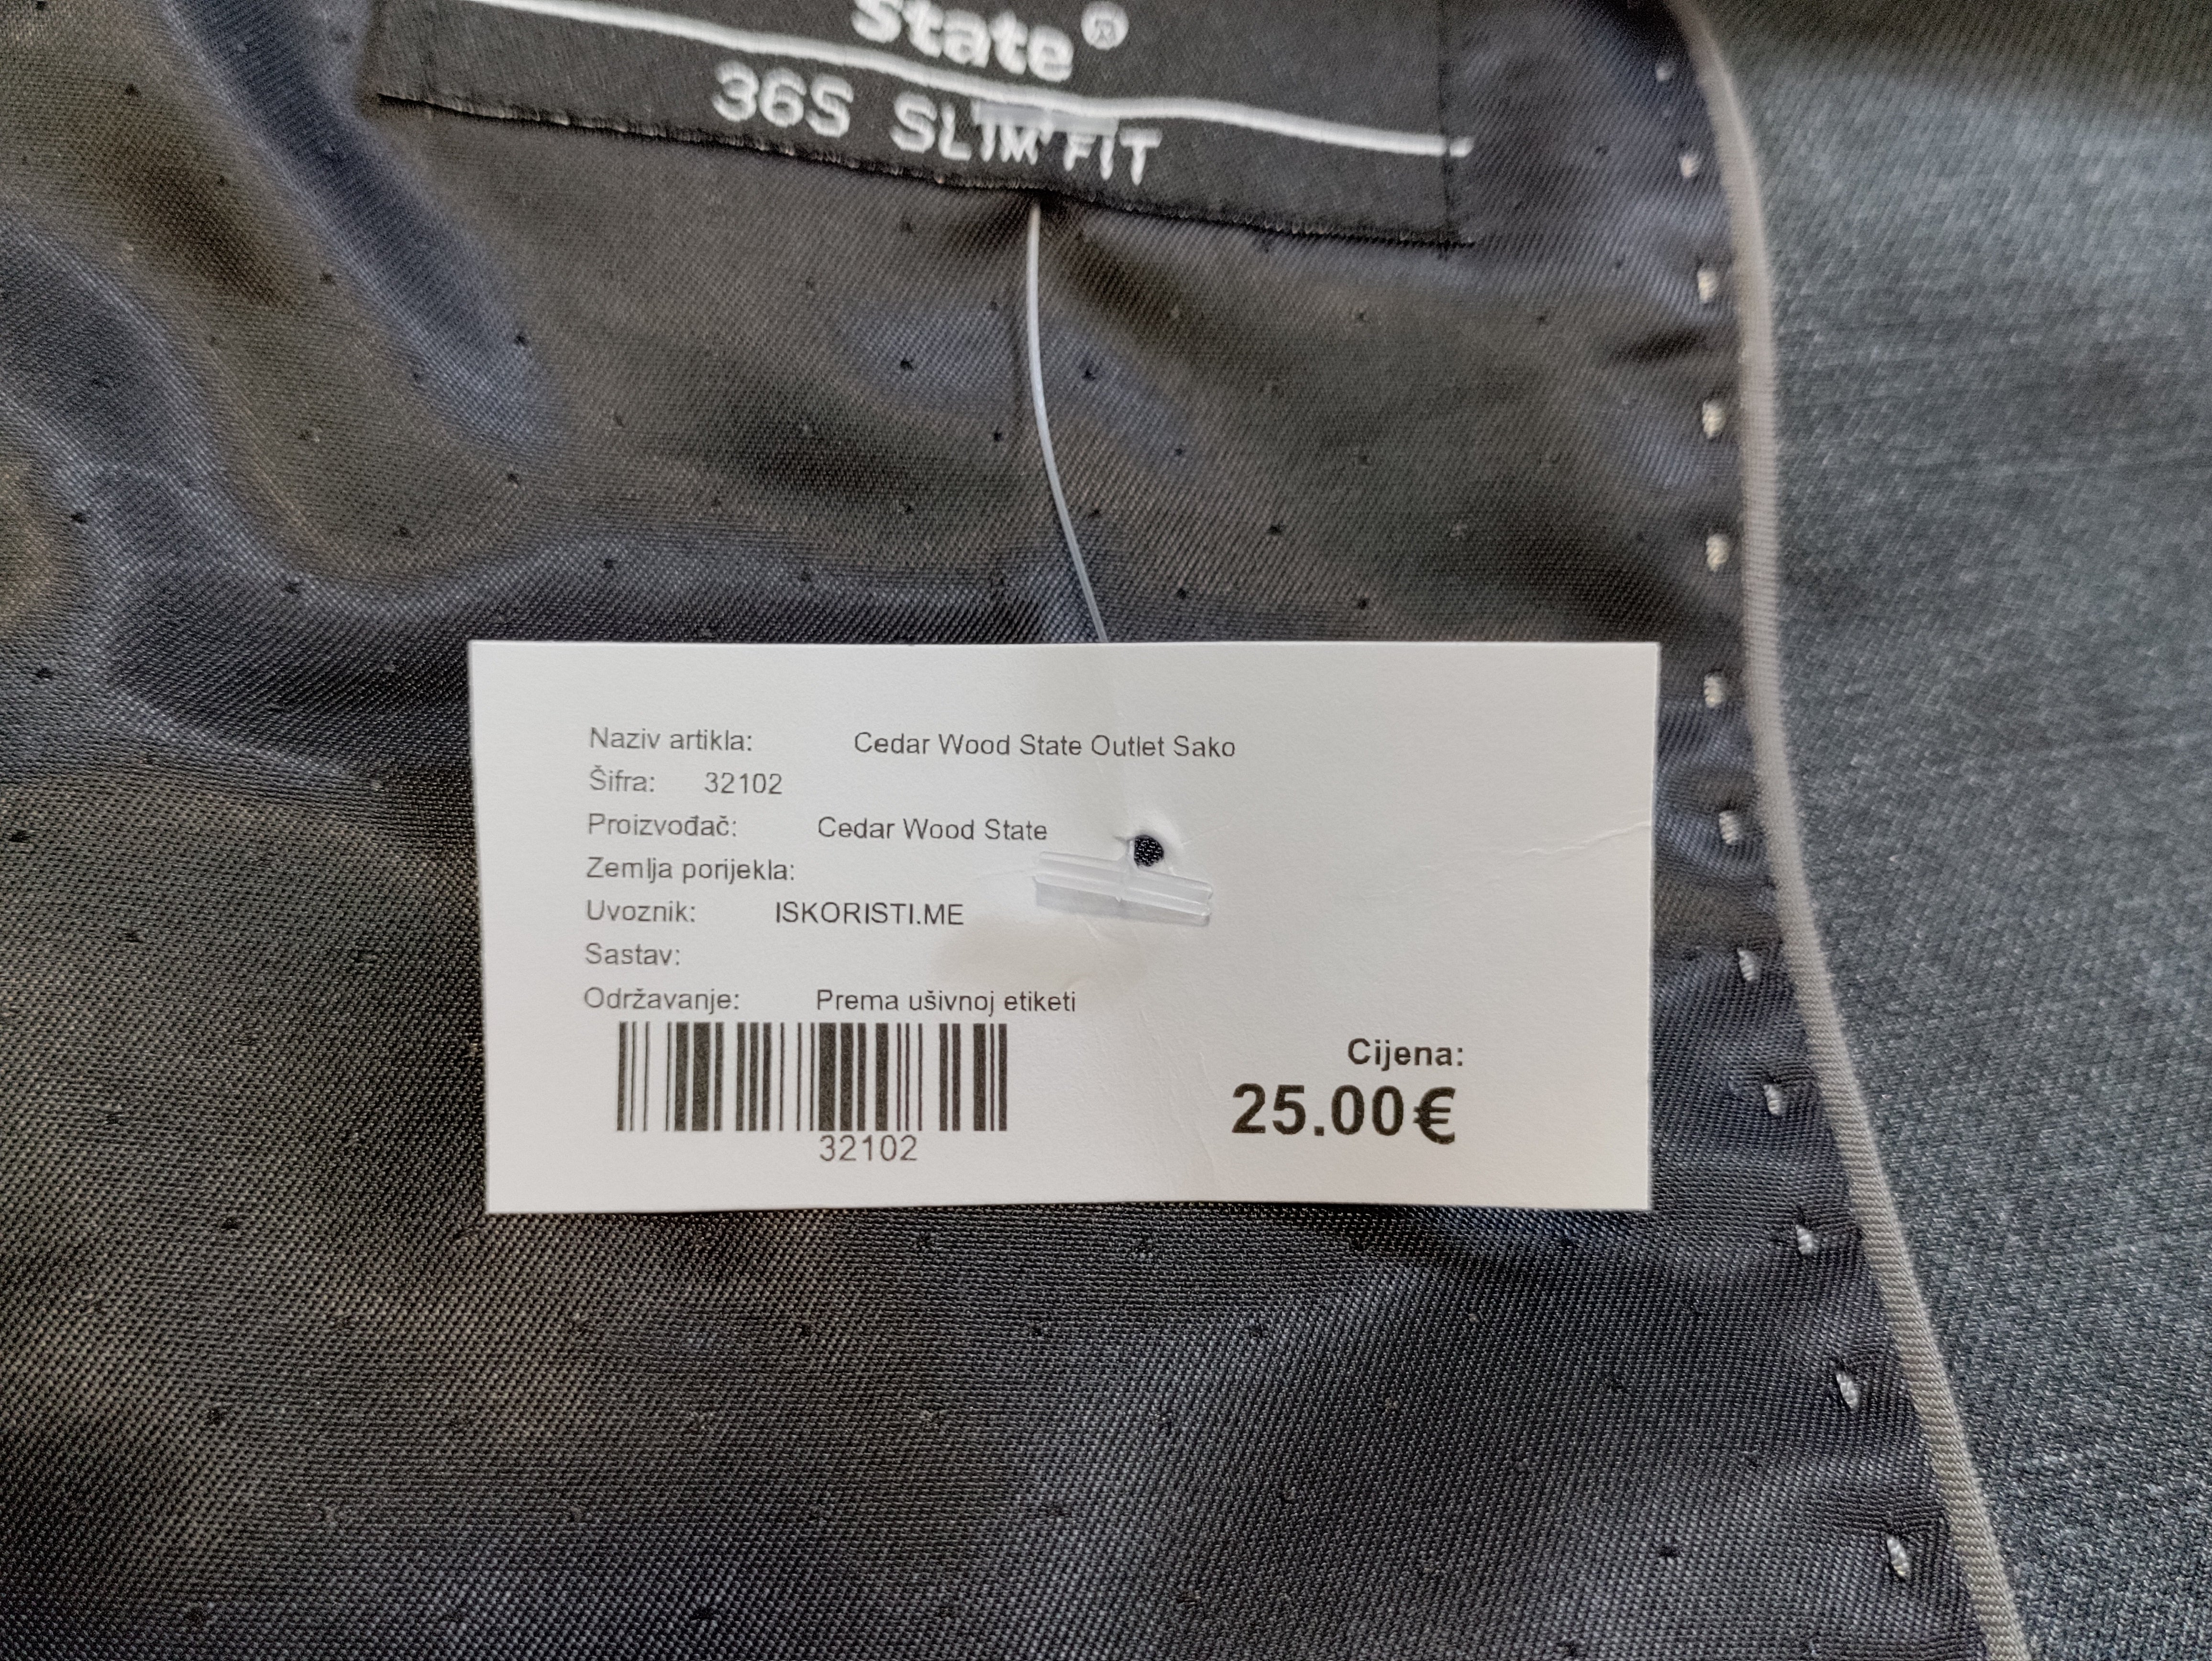 State®
36S SLIM FIT
Naziv artikla: Cedar Wood State Outlet Sako
Šifra: 32102
Proizvođač: Cedar Wood State
Zemlja porijekla:
Uvoznik: ISKORISTI.ME
Sastav:
Održavanje: Prema ušivnoj etiketi
Cijena:
25.00€
32102